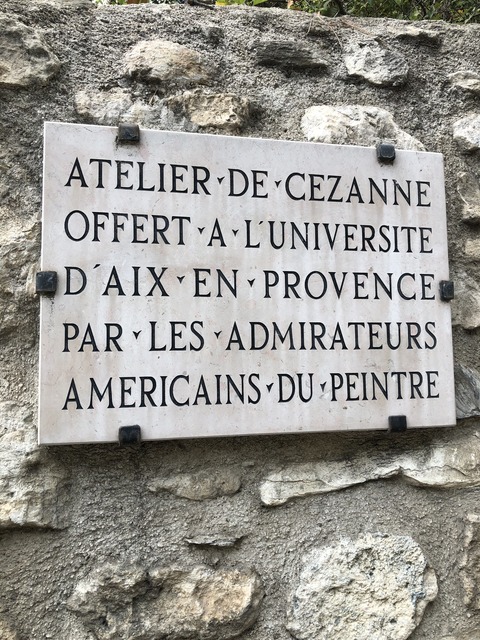 ATELIER ▾ DE ▾ CEZANNE
OFFERT ▾ A ▾ L'UNIVERSITE
D'AIX ▾ EN ▾ PROVENCE
PAR ▾ LES ▾ ADMIRATEURS
AMERICAINS ▾ DU ▾ PEINTRE